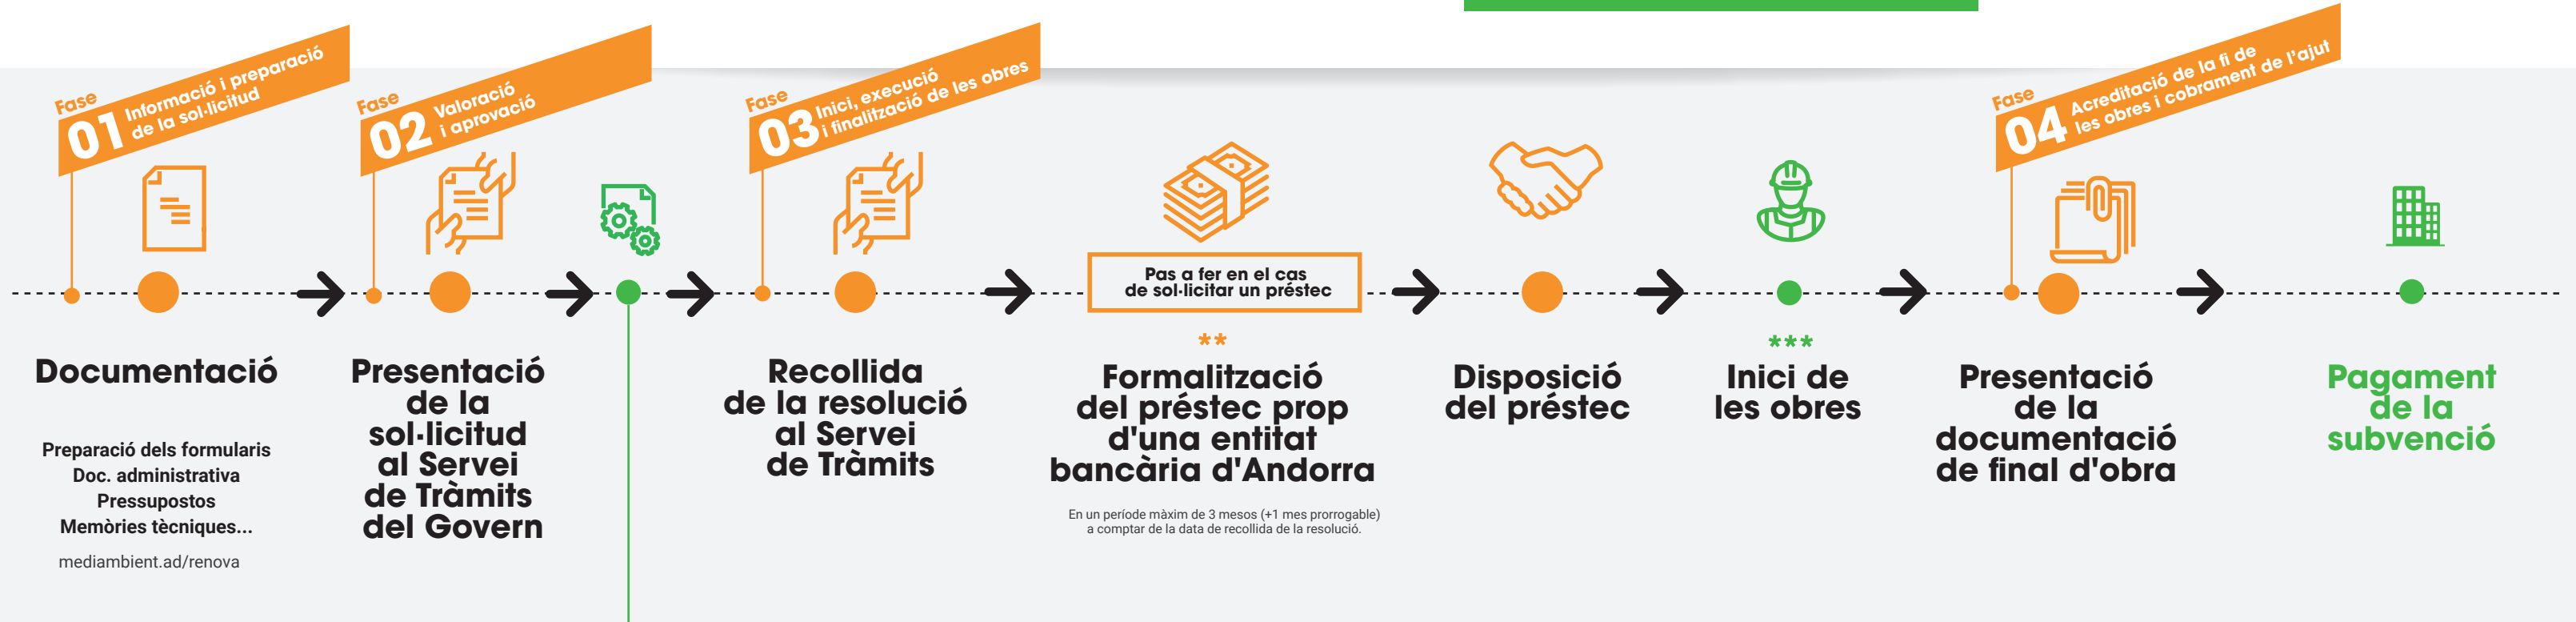 Fase
01 Informació i preparació
de la sol·licitud
Fase
02 Valoració
i aprovació
Fase
03 Inici, execució
i finalització de les obres
Fase
04 Acreditació de la fi de
les obres i cobrament de l'ajut
Documentació
Preparació dels formularis
Doc. administrativa
Pressupostos
Memòries tècniques...
mediambient.ad/renova
Presentació
de la
sol·licitud
al Servei
de Tràmits
del Govern
Recollida
de la resolució
al Servei
de Tràmits
Pas a fer en el cas
de sol·licitar un préstec
**
Formalització
del préstec prop
d'una entitat
bancària d'Andorra
En un període màxim de 3 mesos (+1 mes prorrogable)
a comptar de la data de recollida de la resolució.
Disposició
del préstec
***
Inici de
les obres
Presentació
de la
documentació
de final d'obra
Pagament
de la
subvenció